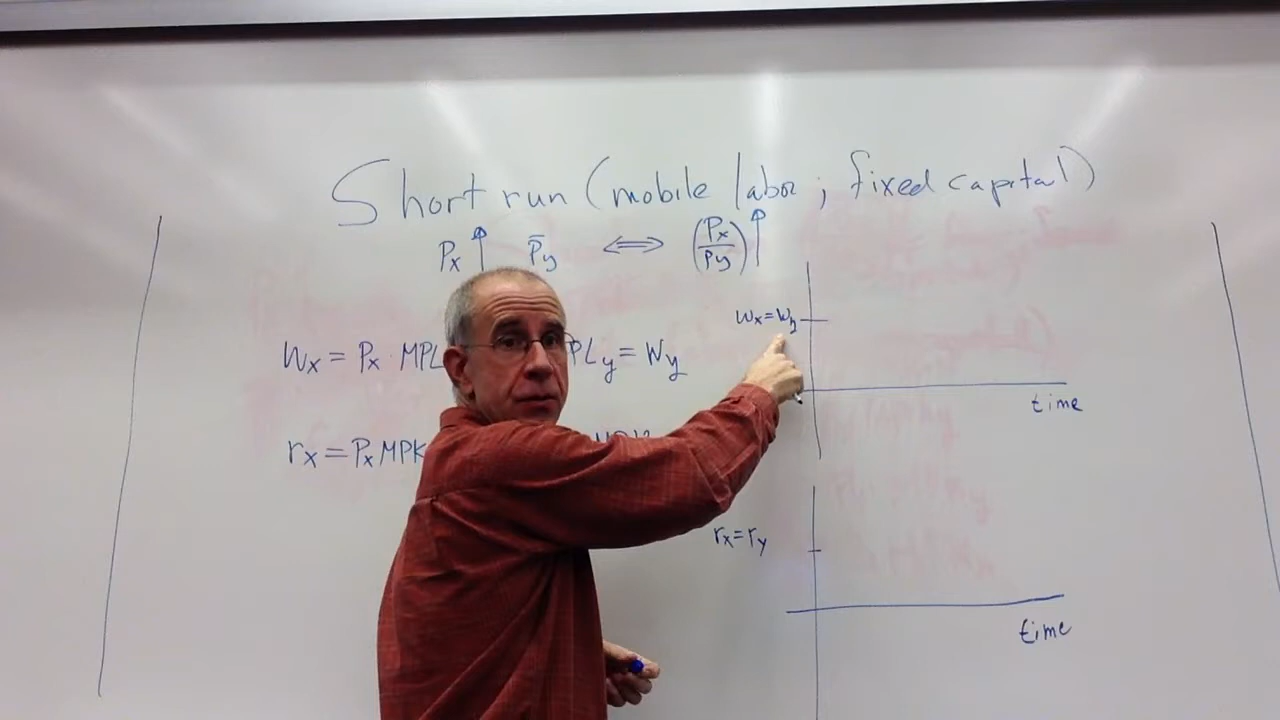 Short run (mobile labor ; fixed capital)
Px ↑ P̄y ⟺ (Px/Py) ↑
Wx = Px · MPL PLy = Wy
rx = Px MPK MPK
Wx = Wy
time
rx = ry
time